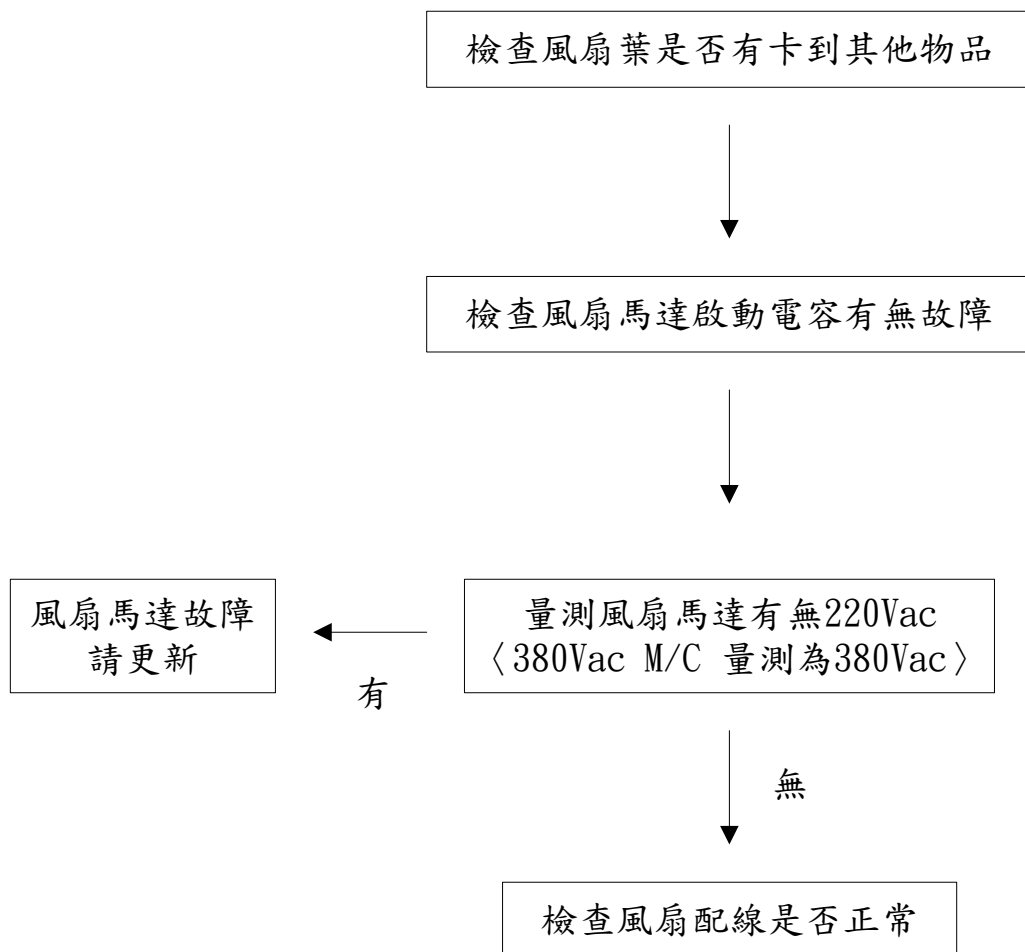 檢查風扇葉是否有卡到其他物品
檢查風扇馬達啟動電容有無故障
風扇馬達故障
請更新
有
量測風扇馬達有無220Vac
〈380Vac M/C 量測為380Vac〉
無
檢查風扇配線是否正常